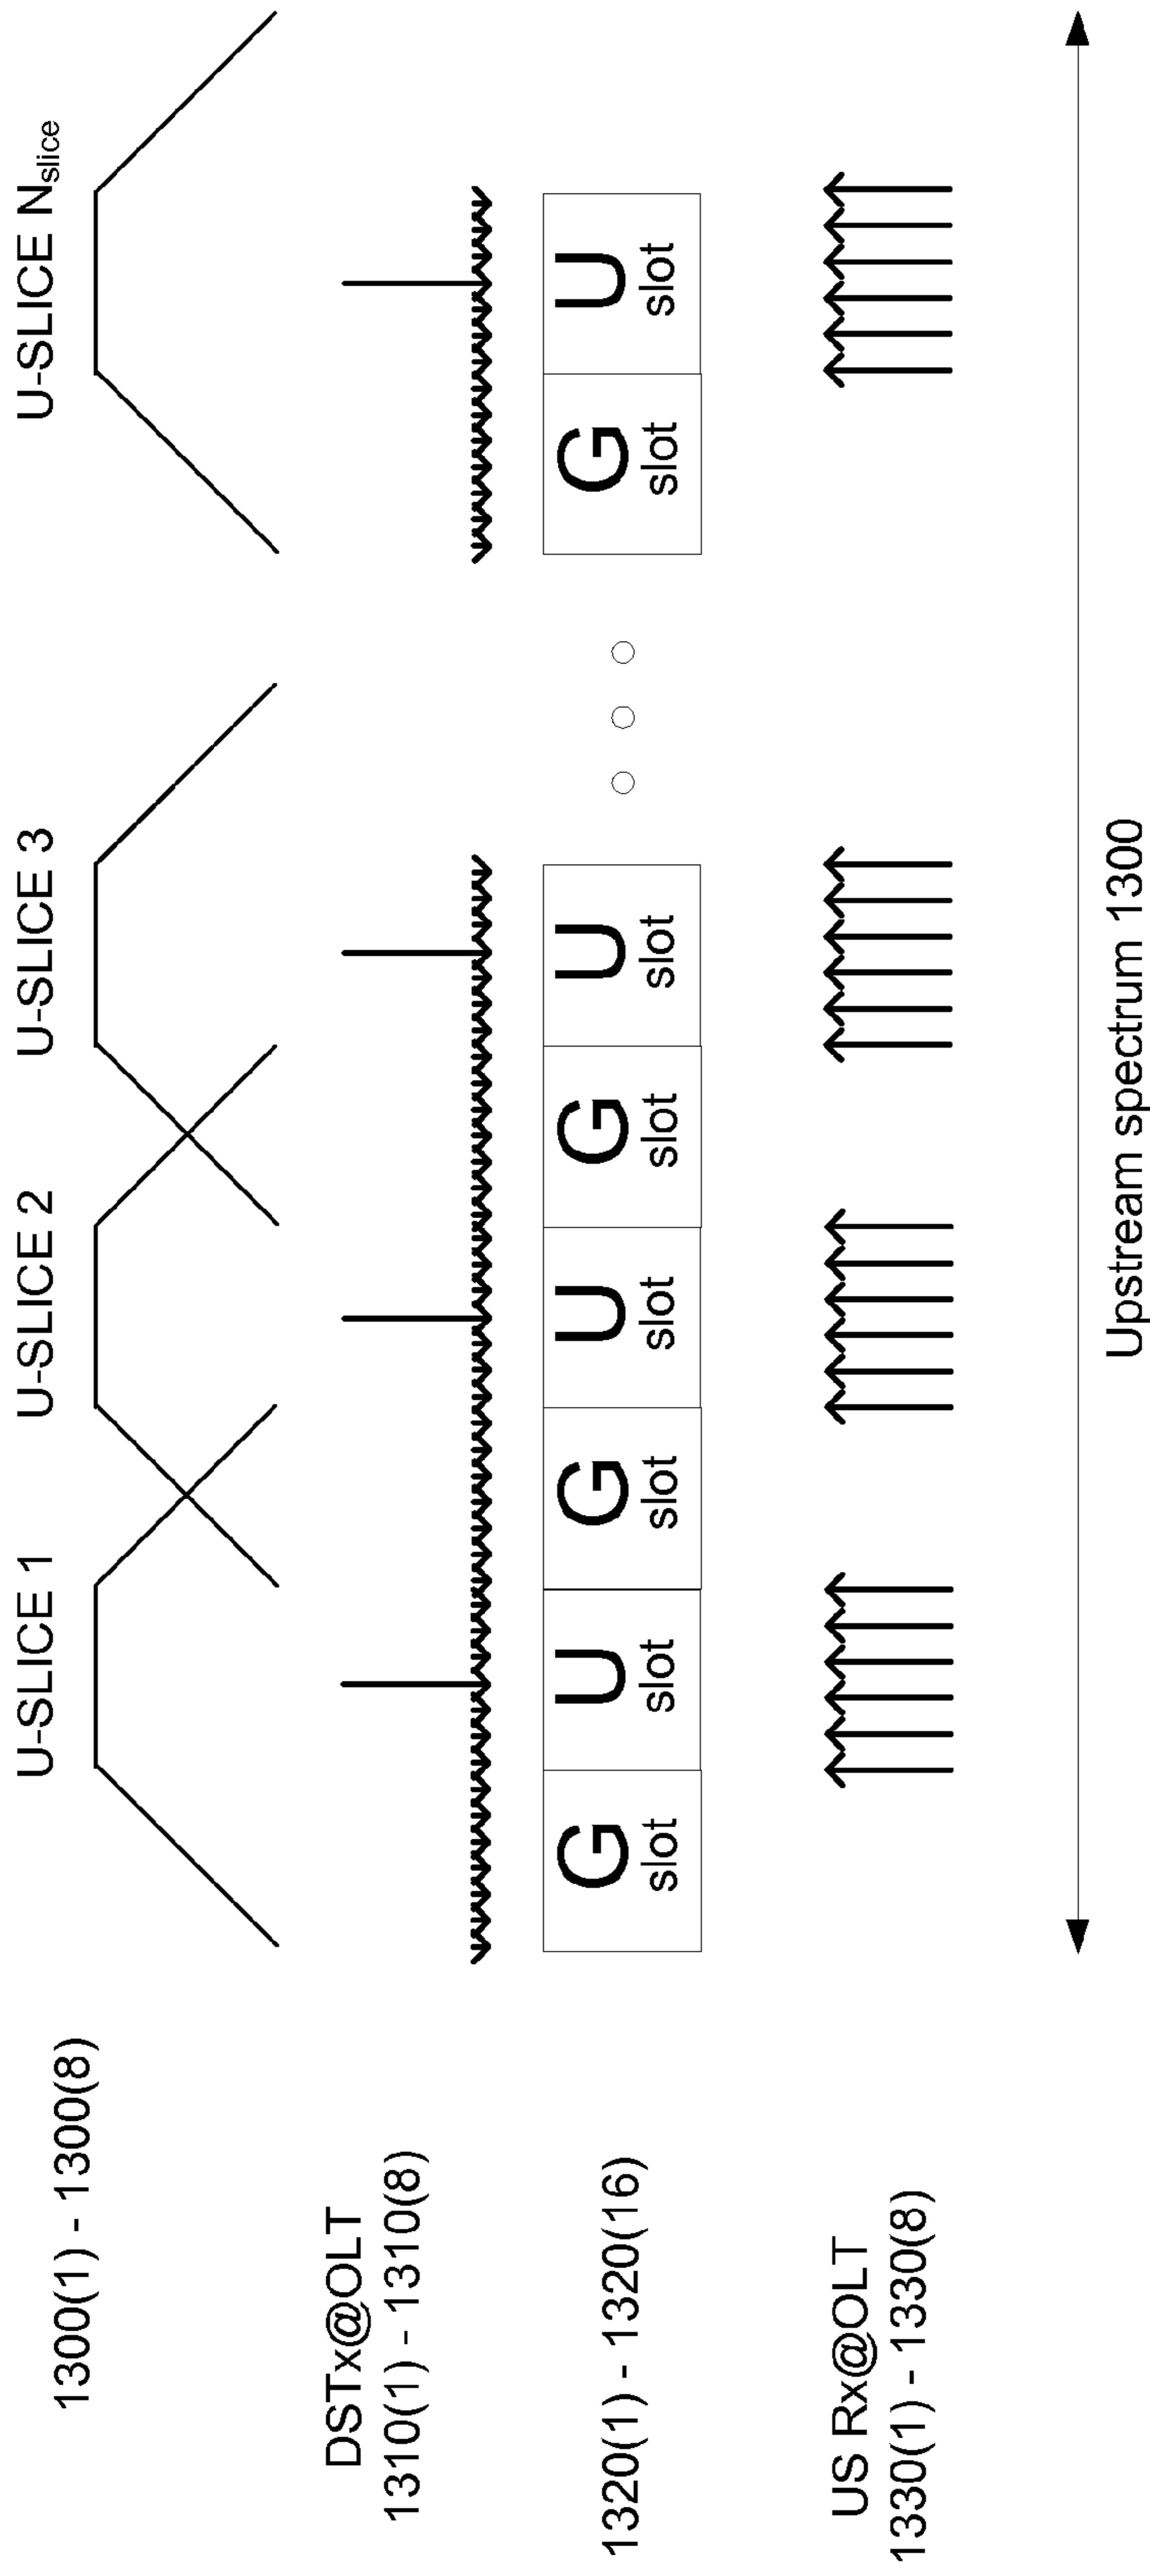 U-SLICE 1
U-SLICE 2
U-SLICE 3
U-SLICE Nslice
1300(1) - 1300(8)
DSTx@OLT
1310(1) - 1310(8)
1320(1) - 1320(16)
G slot
U slot
G slot
U slot
G slot
U slot
G slot
U slot
US Rx@OLT
1330(1) - 1330(8)
Upstream spectrum 1300